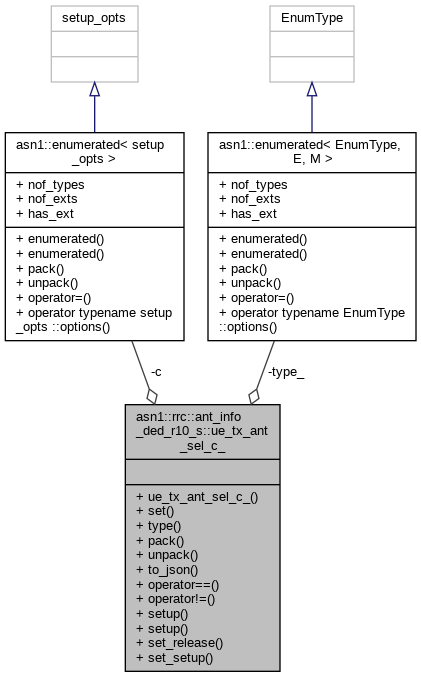 setup_opts
EnumType
asn1::enumerated< setup
_opts >
+ nof_types
+ nof_exts
+ has_ext
+ enumerated()
+ enumerated()
+ pack()
+ unpack()
+ operator=()
+ operator typename setup
_opts ::options()
asn1::enumerated< EnumType,
E, M >
+ nof_types
+ nof_exts
+ has_ext
+ enumerated()
+ enumerated()
+ pack()
+ unpack()
+ operator=()
+ operator typename EnumType
::options()
-c
-type_
asn1::rrc::ant_info
_ded_r10_s::ue_tx_ant
_sel_c_
+ ue_tx_ant_sel_c_()
+ set()
+ type()
+ pack()
+ unpack()
+ to_json()
+ operator==()
+ operator!=()
+ setup()
+ setup()
+ set_release()
+ set_setup()